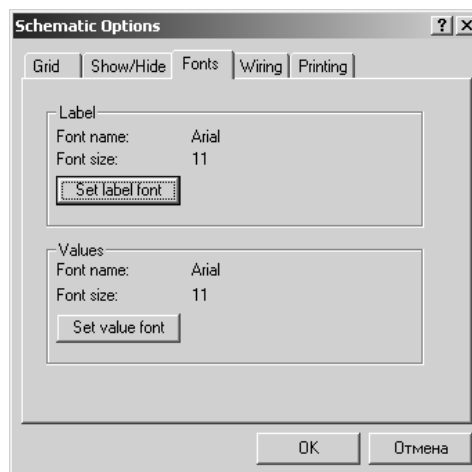 Schematic Options
Grid Show/Hide Fonts Wiring Printing
Label
Font name: Arial
Font size: 11
Set label font
Values
Font name: Arial
Font size: 11
Set value font
OK Отмена